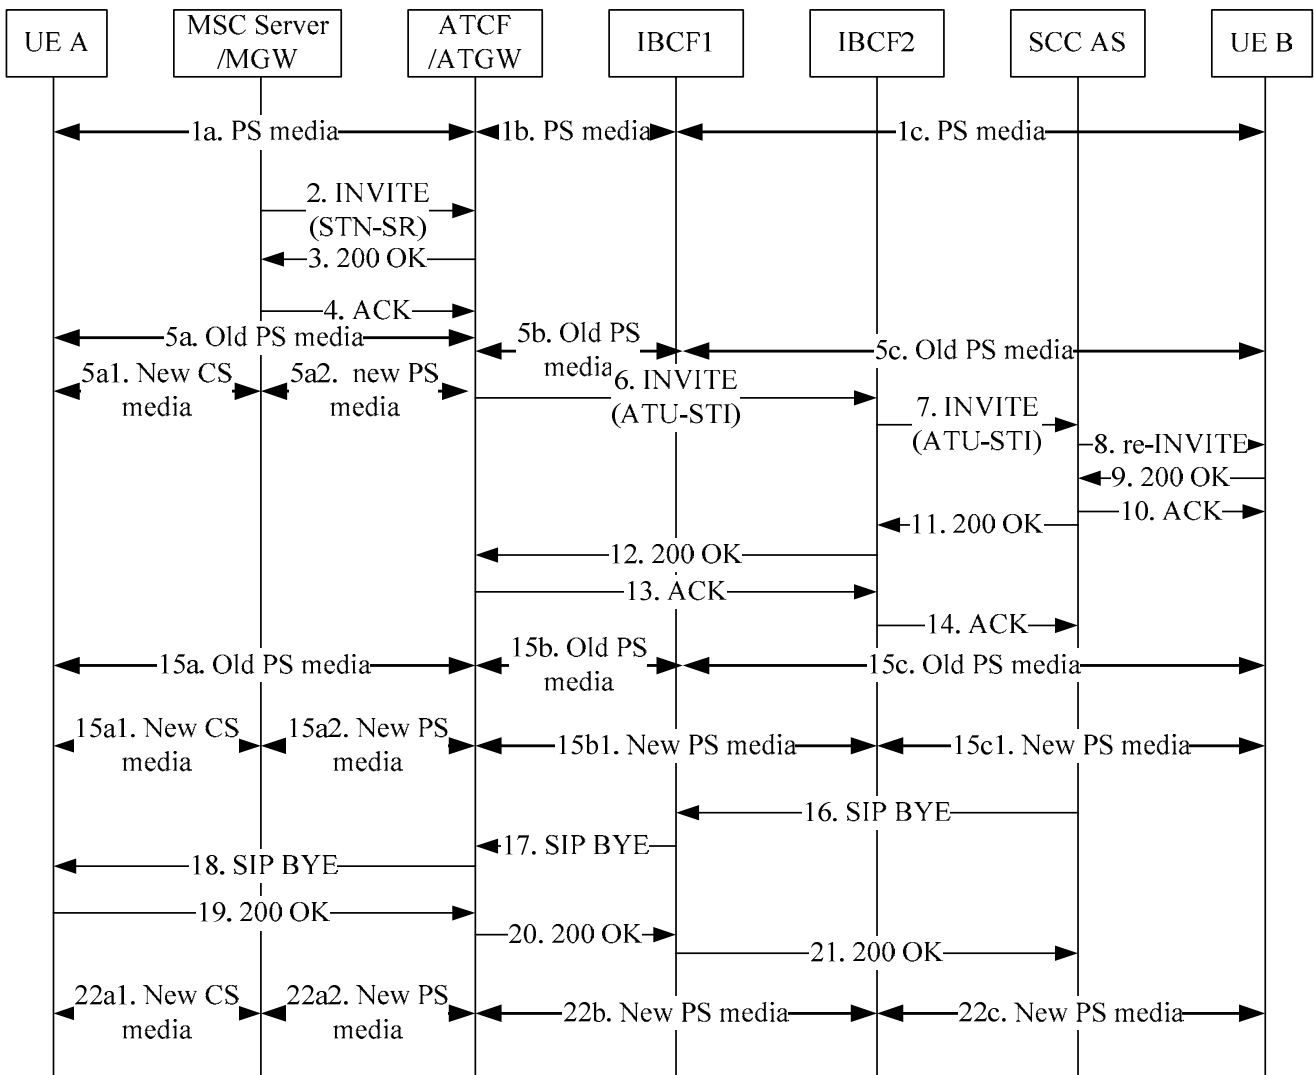 UE A
MSC Server
/MGW
ATCF
/ATGW
IBCF1
IBCF2
SCC AS
UE B
1a. PS media
1b. PS media
1c. PS media
2. INVITE
(STN-SR)
3. 200 OK
4. ACK
5a. Old PS media
5b. Old PS
media
5c. Old PS media
5a1. New CS
media
5a2. new PS
media
6. INVITE
(ATU-STI)
7. INVITE
(ATU-STI)
8. re-INVITE
9. 200 OK
10. ACK
11. 200 OK
12. 200 OK
13. ACK
14. ACK
15a. Old PS media
15b. Old PS
media
15c. Old PS media
15a1. New CS
media
15a2. New PS
media
15b1. New PS media
15c1. New PS media
16. SIP BYE
17. SIP BYE
18. SIP BYE
19. 200 OK
20. 200 OK
21. 200 OK
22a1. New CS
media
22a2. New PS
media
22b. New PS media
22c. New PS media